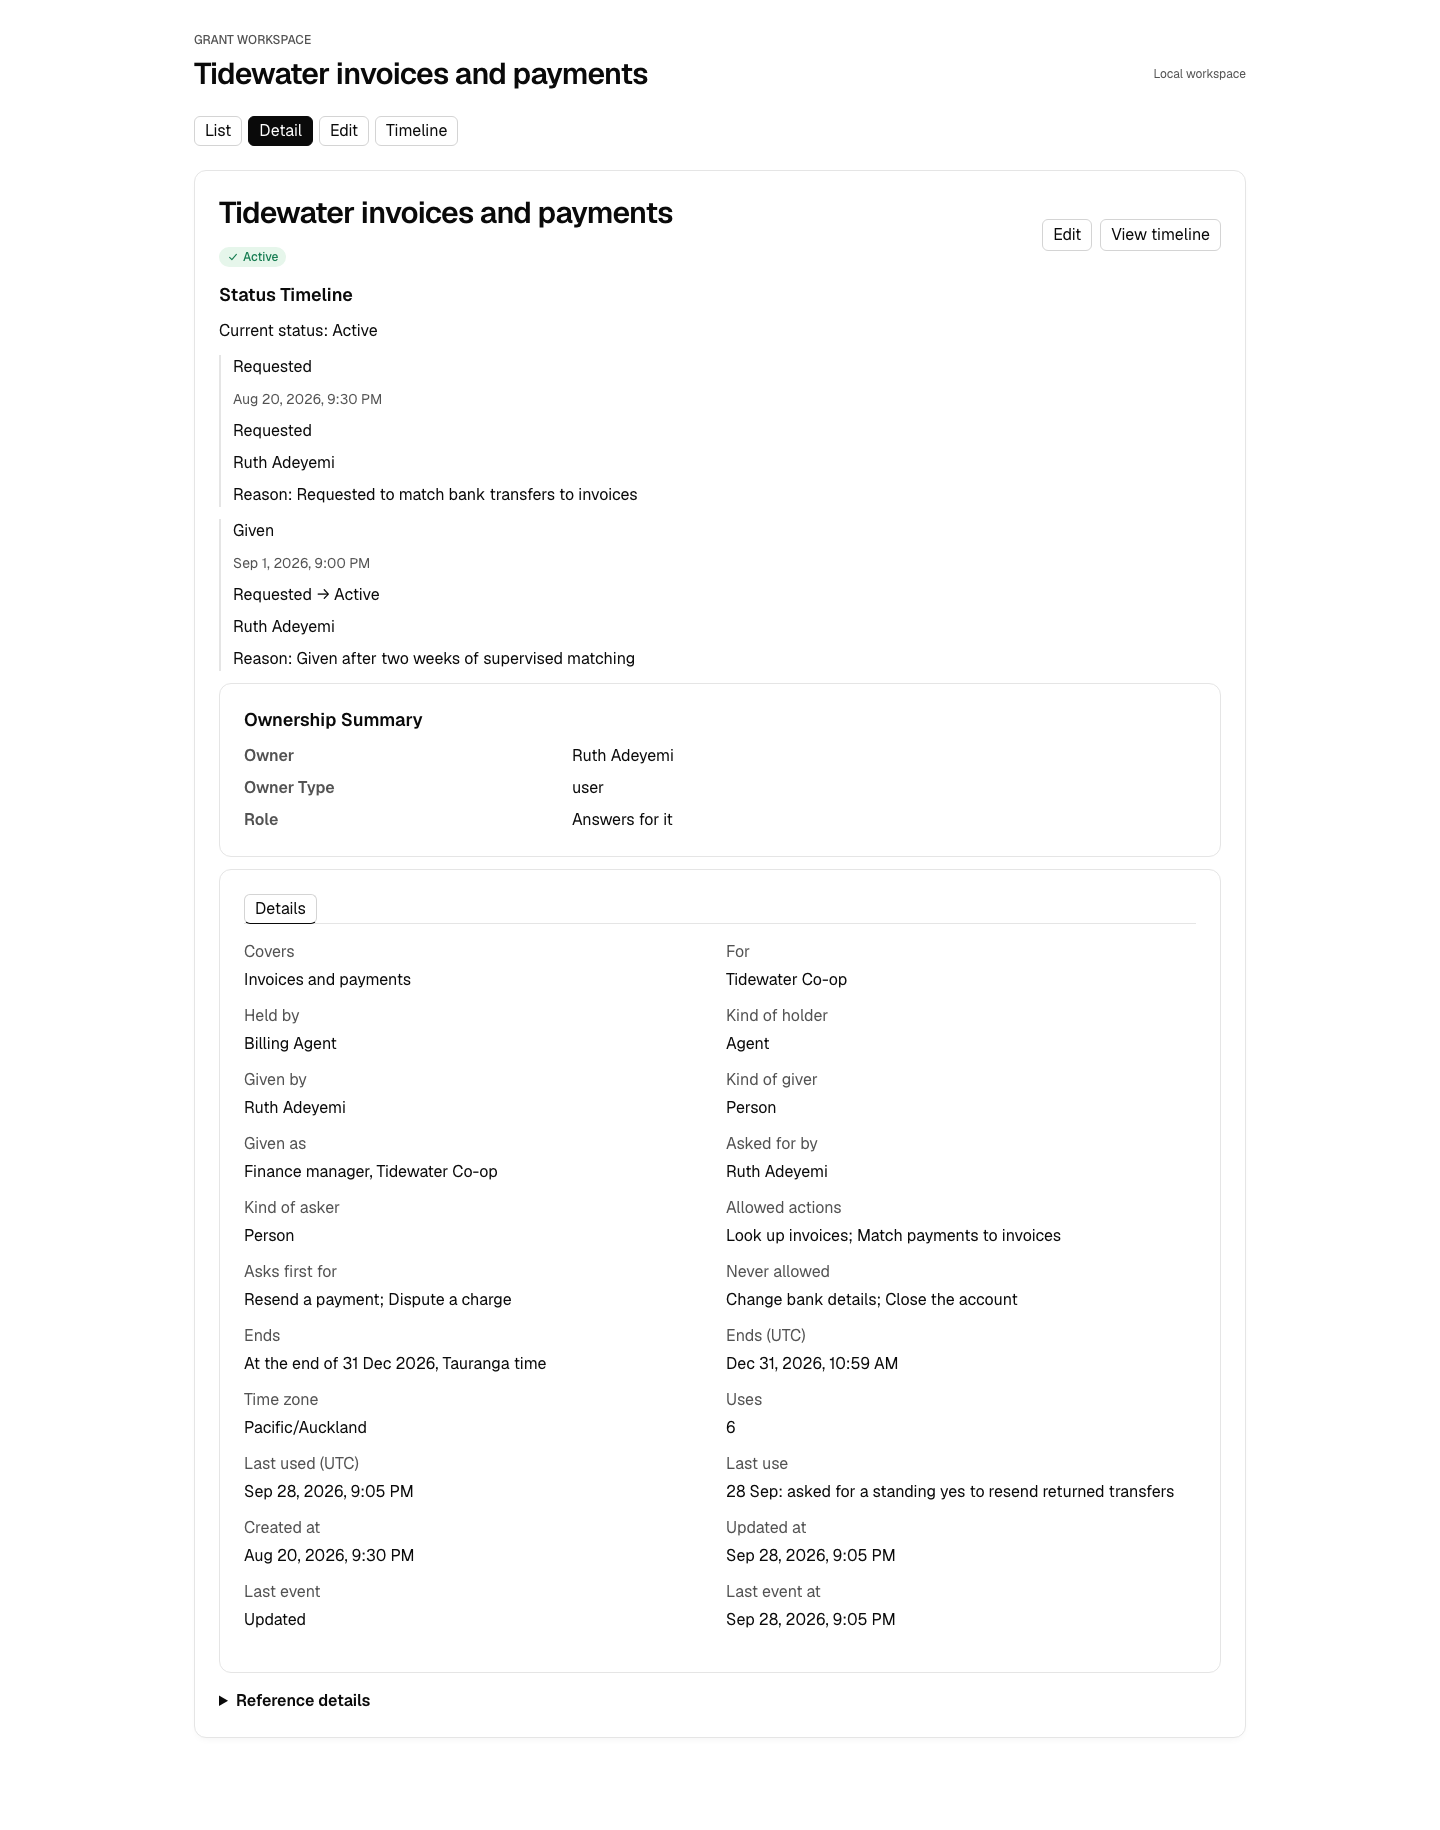 GRANT WORKSPACE
Tidewater invoices and payments
Local workspace
List
Detail
Edit
Timeline
Tidewater invoices and payments
Edit
View timeline
Active
Status Timeline
Current status: Active
Requested
Aug 20, 2026, 9:30 PM
Requested
Ruth Adeyemi
Reason: Requested to match bank transfers to invoices
Given
Sep 1, 2026, 9:00 PM
Requested → Active
Ruth Adeyemi
Reason: Given after two weeks of supervised matching
Ownership Summary
Owner
Ruth Adeyemi
Owner Type
user
Role
Answers for it
Details
Covers
Invoices and payments
For
Tidewater Co-op
Held by
Billing Agent
Kind of holder
Agent
Given by
Ruth Adeyemi
Kind of giver
Person
Given as
Finance manager, Tidewater Co-op
Asked for by
Ruth Adeyemi
Kind of asker
Person
Allowed actions
Look up invoices; Match payments to invoices
Asks first for
Resend a payment; Dispute a charge
Never allowed
Change bank details; Close the account
Ends
At the end of 31 Dec 2026, Tauranga time
Ends (UTC)
Dec 31, 2026, 10:59 AM
Time zone
Pacific/Auckland
Uses
6
Last used (UTC)
Sep 28, 2026, 9:05 PM
Last use
28 Sep: asked for a standing yes to resend returned transfers
Created at
Aug 20, 2026, 9:30 PM
Updated at
Sep 28, 2026, 9:05 PM
Last event
Updated
Last event at
Sep 28, 2026, 9:05 PM
Reference details